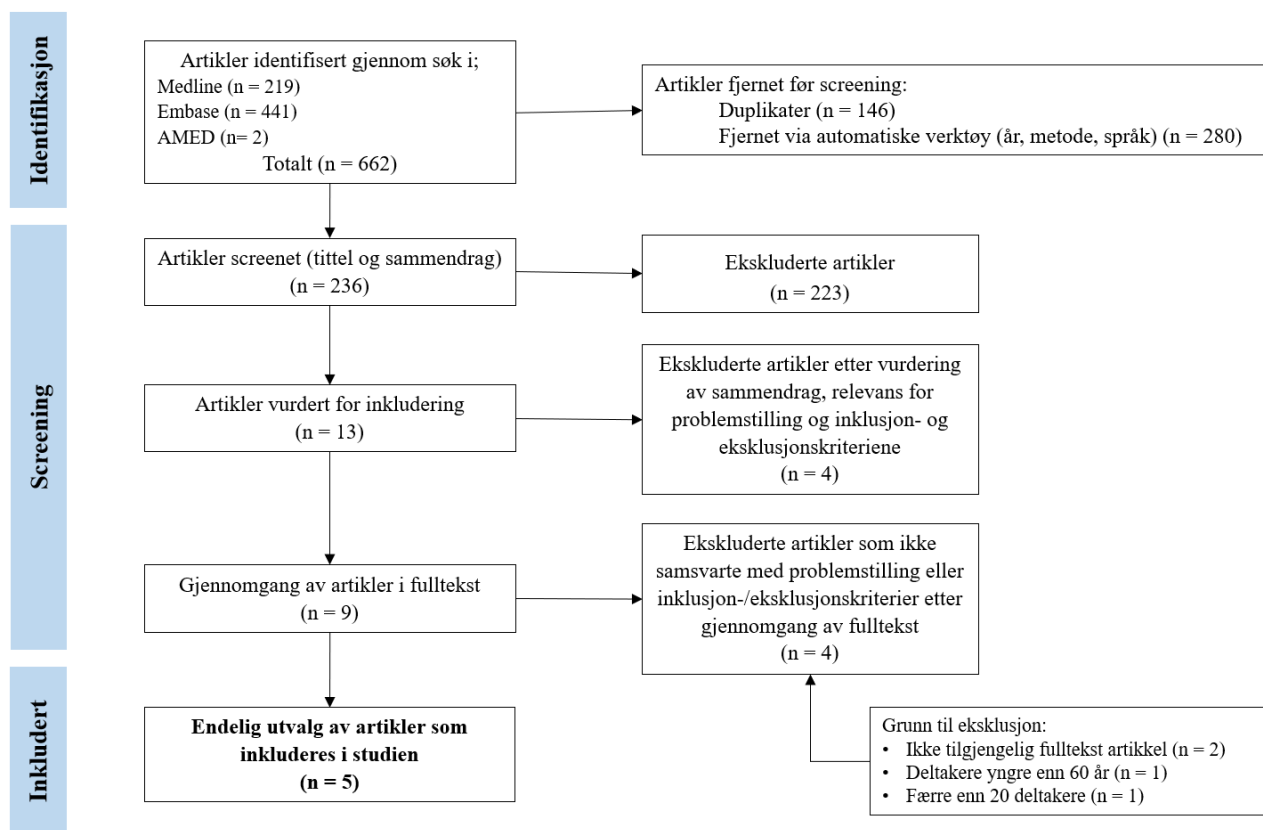 Identifikasjon
Artikler identifisert gjennom søk i;
Medline (n = 219)
Embase (n = 441)
AMED (n= 2)
Totalt (n = 662)
Artikler fjernet før screening:
Duplikater (n = 146)
Fjernet via automatiske verktøy (år, metode, språk) (n = 280)
Screening
Artikler screenet (tittel og sammendrag)
(n = 236)
Ekskluderte artikler
(n = 223)
Artikler vurdert for inkludering
(n = 13)
Ekskluderte artikler etter vurdering
av sammendrag, relevans for
problemstilling og inklusjon- og
eksklusjonskriteriene
(n = 4)
Gjennomgang av artikler i fulltekst
(n = 9)
Ekskluderte artikler som ikke
samsvarte med problemstilling eller
inklusjon-/eksklusjonskriterier etter
gjennomgang av fulltekst
(n = 4)
Inkludert
Endelig utvalg av artikler som
inkluderes i studien
(n = 5)
Grunn til eksklusjon:
• Ikke tilgjengelig fulltekst artikkel (n = 2)
• Deltakere yngre enn 60 år (n = 1)
• Færre enn 20 deltakere (n = 1)